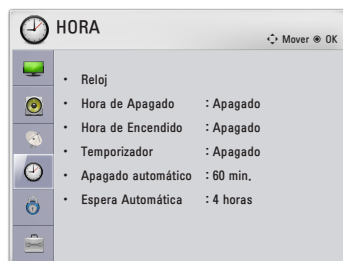 HORA
Mover OK
• Reloj
• Hora de Apagado : Apagado
• Hora de Encendido : Apagado
• Temporizador : Apagado
• Apagado automático : 60 min.
• Espera Automática : 4 horas